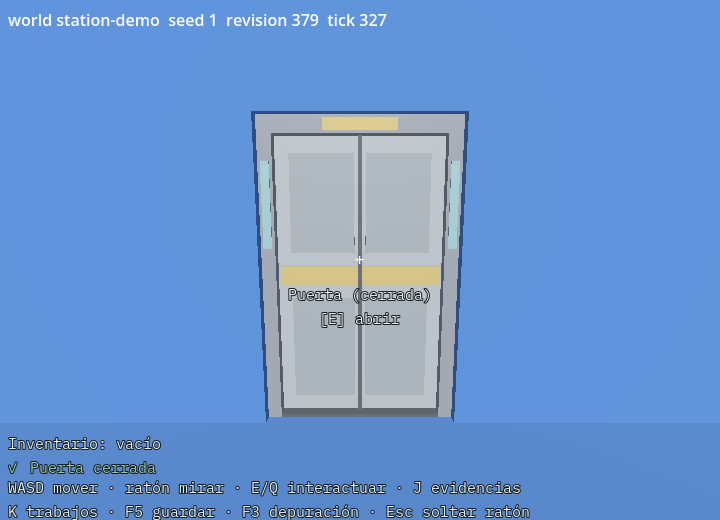 world station-demo  seed 1  revision 379  tick 327
Puerta (cerrada)
[E] abrir
Inventario: vacío
√ Puerta cerrada
WASD mover · ratón mirar · E/Q interactuar · J evidencias
K trabajos · F5 guardar · F3 depuración · Esc soltar ratón